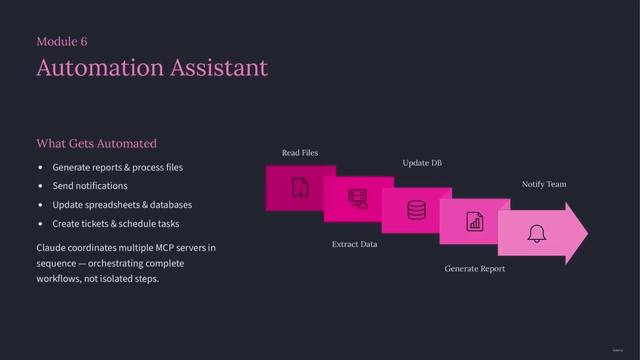 Module 6
Automation Assistant
What Gets Automated
• Generate reports & process files
• Send notifications
• Update spreadsheets & databases
• Create tickets & schedule tasks
Claude coordinates multiple MCP servers in
sequence — orchestrating complete
workflows, not isolated steps.
Read Files
Extract Data
Update DB
Generate Report
Notify Team